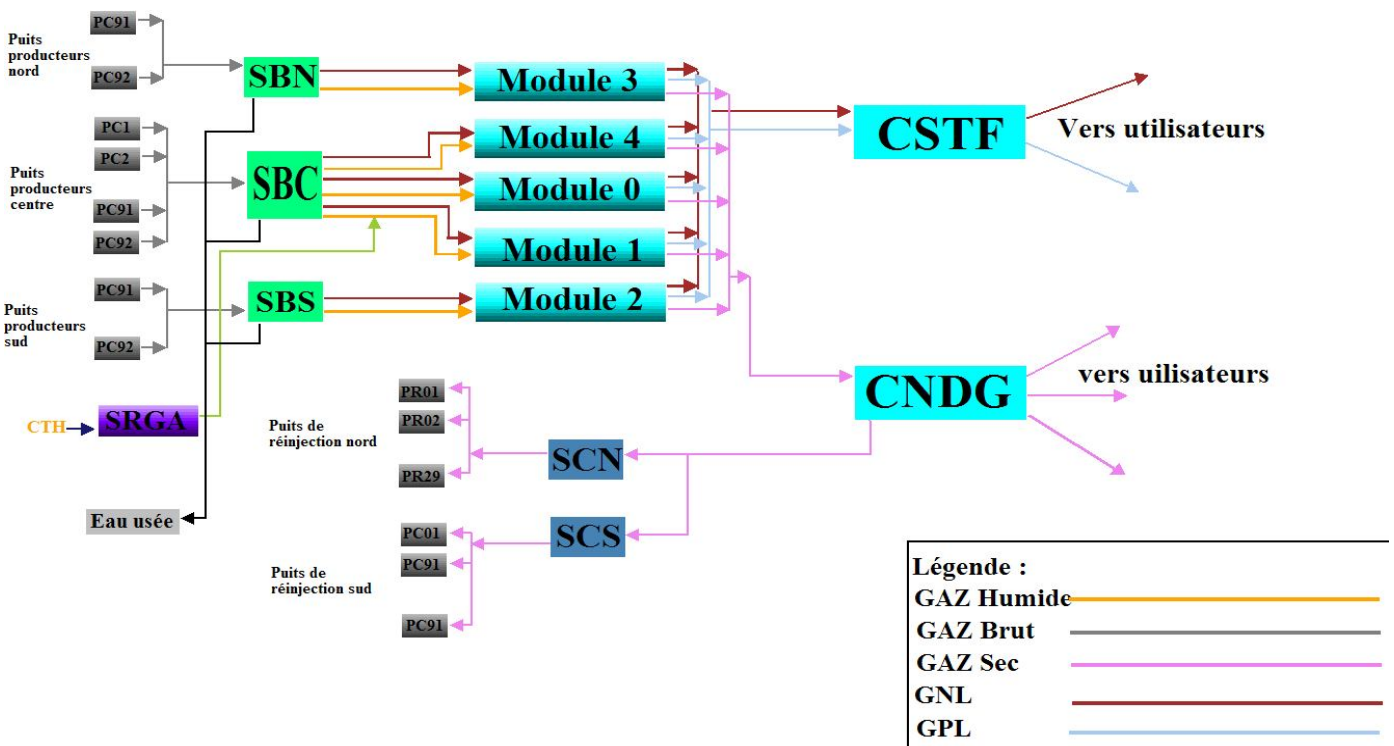 PC91
Puits
producteurs
nord
PC92
SBN
Module 3
PC1
PC2
Puits
producteurs
centre
PC91
PC92
SBC
Module 4
Module 0
Module 1
CSTF
Vers utilisateurs
PC91
Puits
producteurs
sud
PC92
SBS
Module 2
CTH
SRGA
Eau usée
CNDG
vers uilisateurs
PR01
PR02
PR29
Puits de
réinjection nord
SCN
PC01
PC91
PC91
Puits de
réinjection sud
SCS
Légende :
GAZ Humide
GAZ Brut
GAZ Sec
GNL
GPL